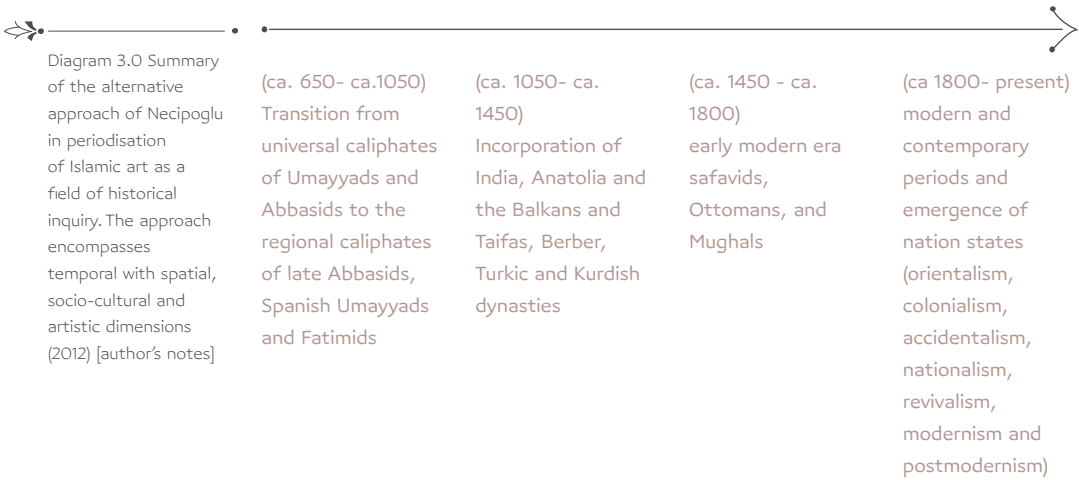 Diagram 3.0 Summary
of the alternative
approach of Necipoglu
in periodisation
of Islamic art as a
field of historical
inquiry. The approach
encompasses
temporal with spatial,
socio-cultural and
artistic dimensions
(2012) [author's notes]
(ca. 650- ca.1050)
Transition from
universal caliphates
of Umayyads and
Abbasids to the
regional caliphates
of late Abbasids,
Spanish Umayyads
and Fatimids
(ca. 1050- ca.
1450)
Incorporation of
India, Anatolia and
the Balkans and
Taifas, Berber,
Turkic and Kurdish
dynasties
(ca. 1450 - ca.
1800)
early modern era
safavids,
Ottomans, and
Mughals
(ca 1800- present)
modern and
contemporary
periods and
emergence of
nation states
(orientalism,
colonialism,
accidentalism,
nationalism,
revivalism,
modernism and
postmodernism)